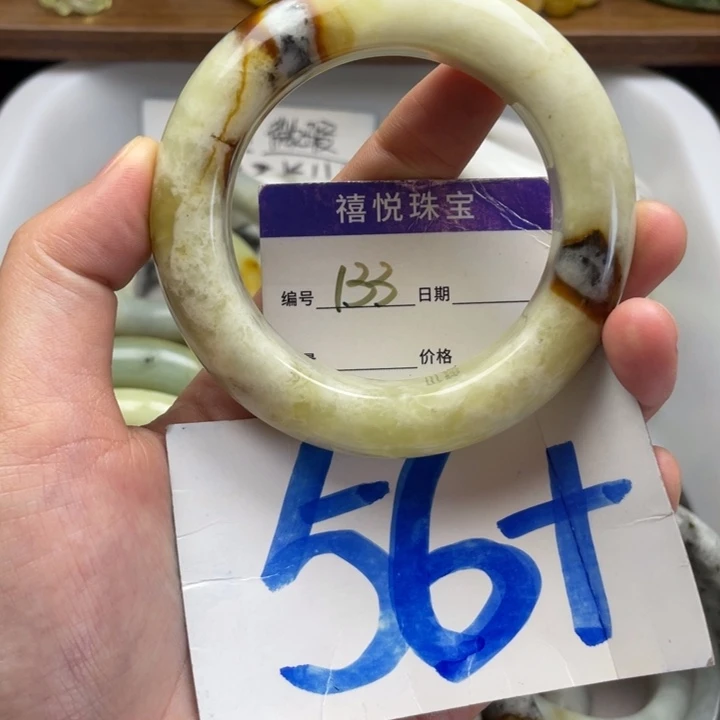 禧悦珠宝
编号 133 日期
价格
56+